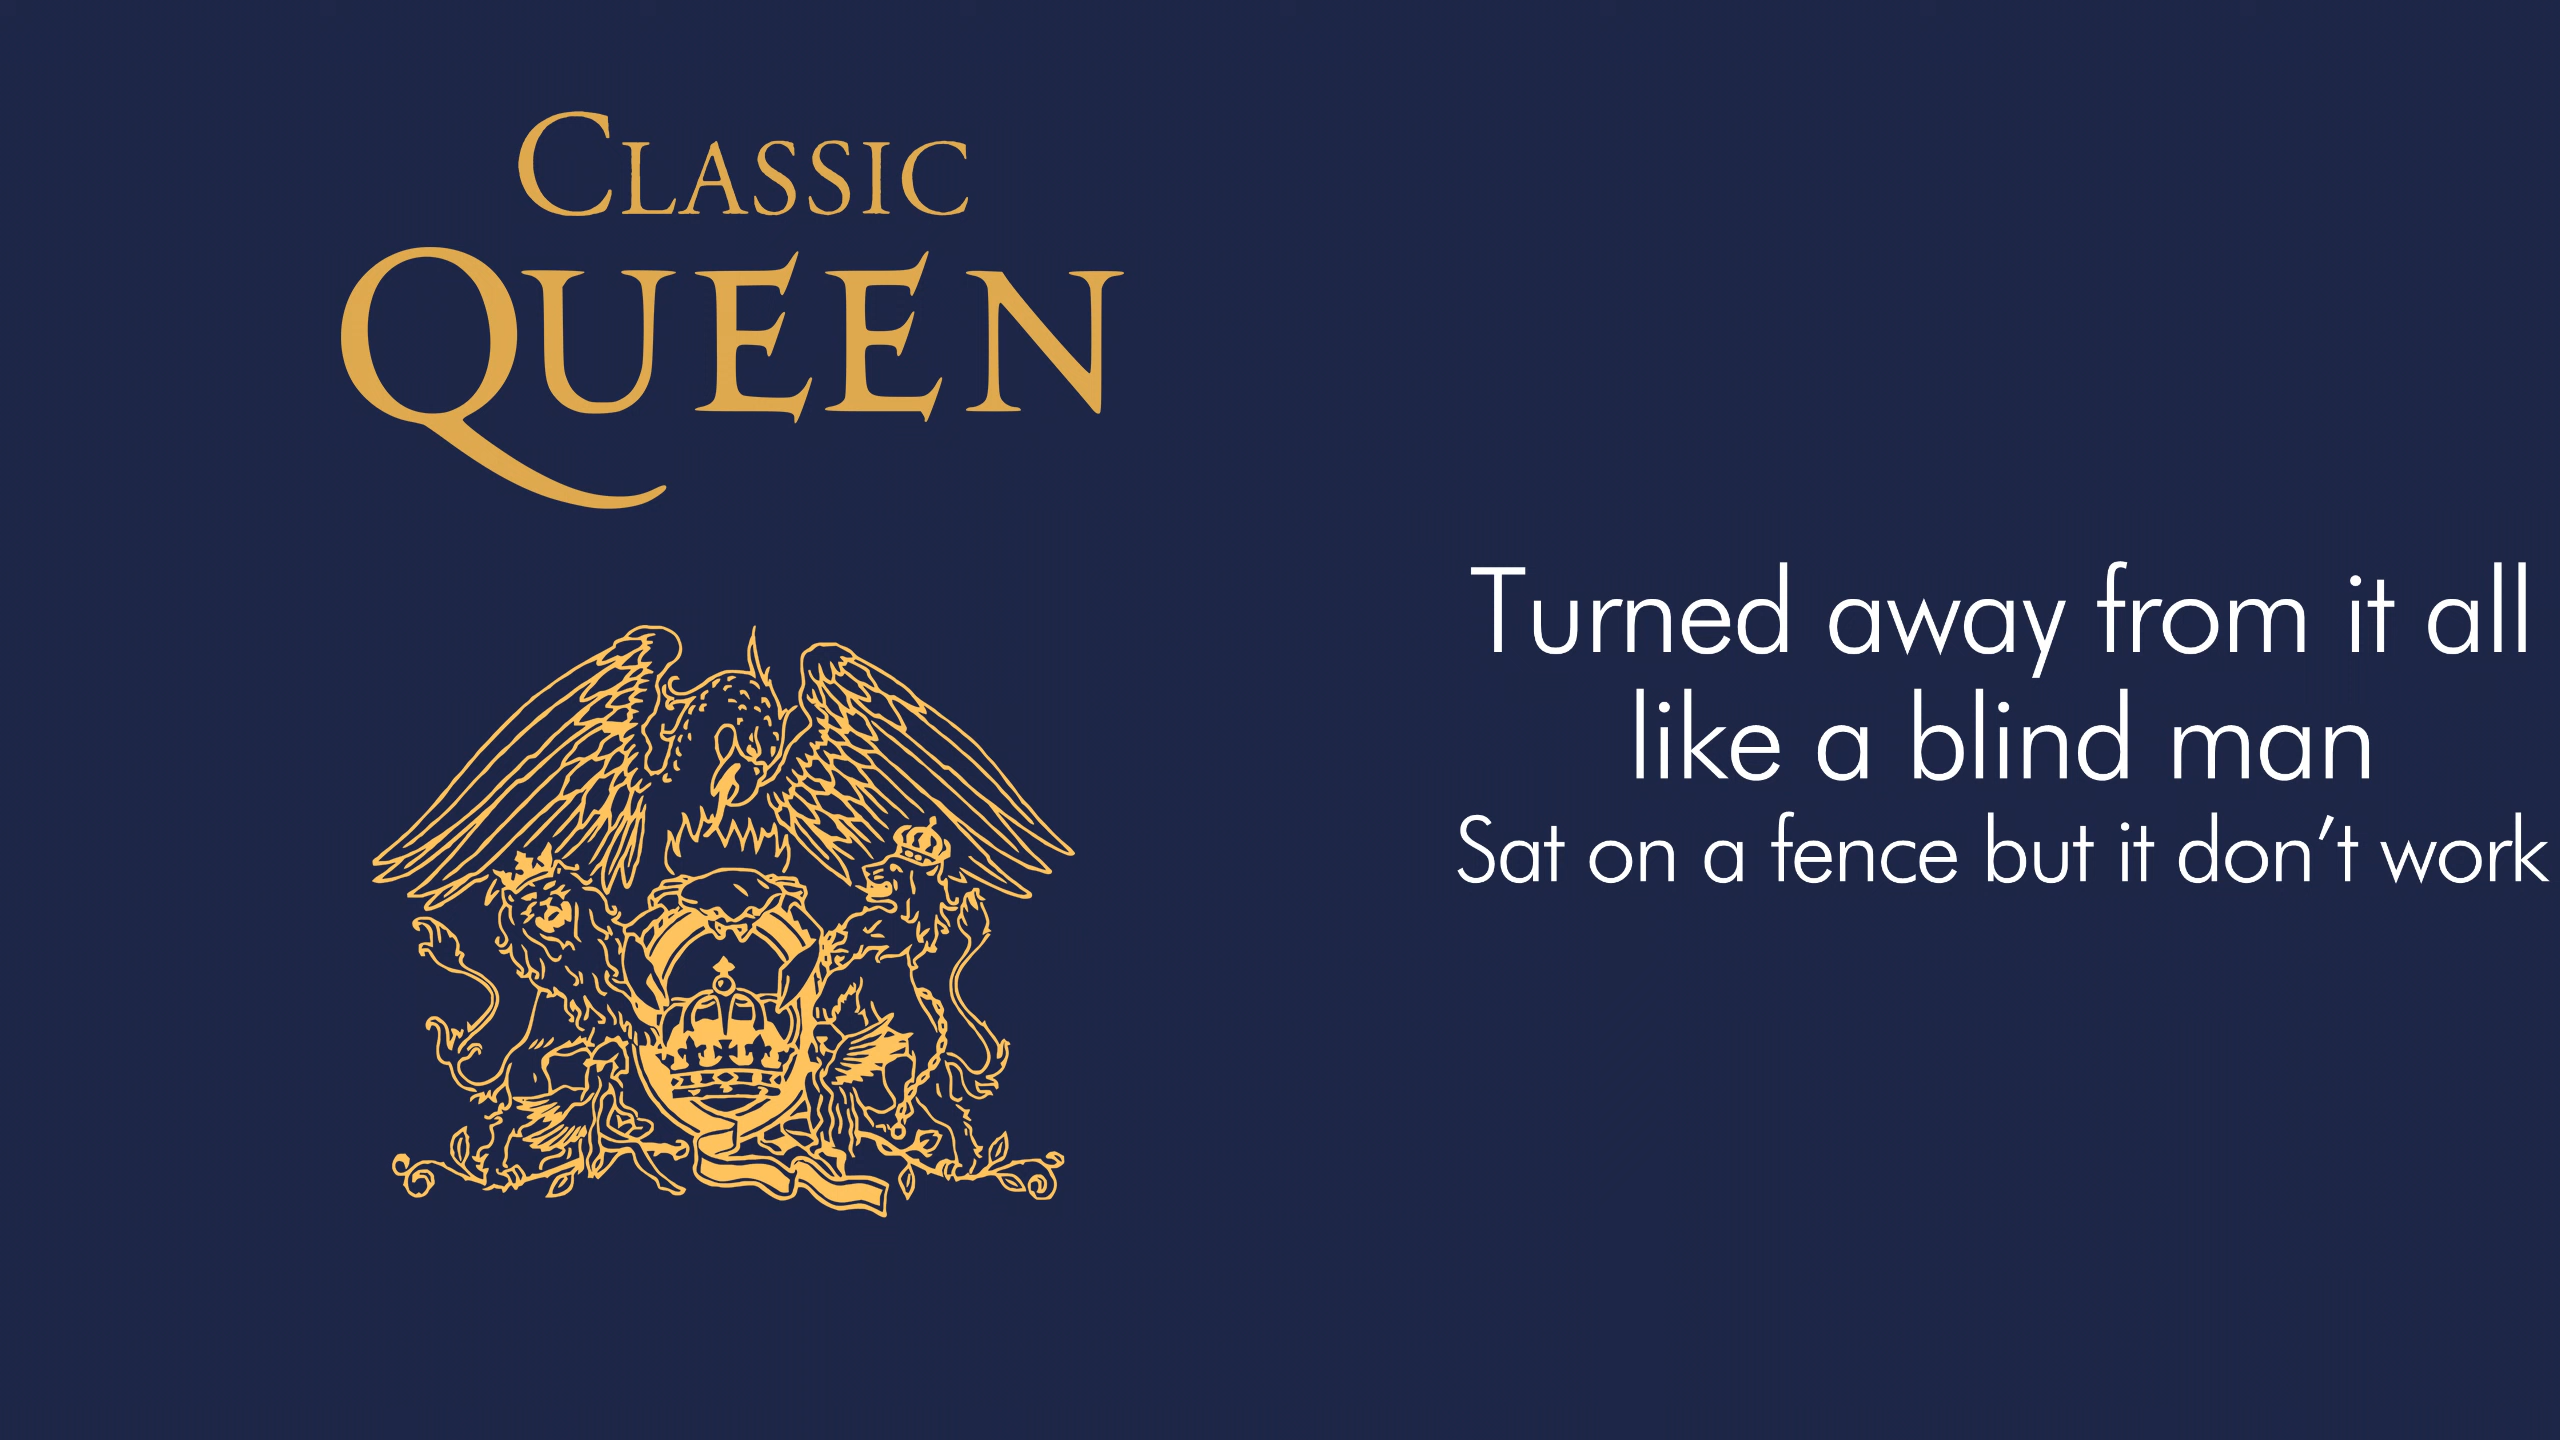 CLASSIC
QUEEN
Turned away from it all
like a blind man
Sat on a fence but it don’t work